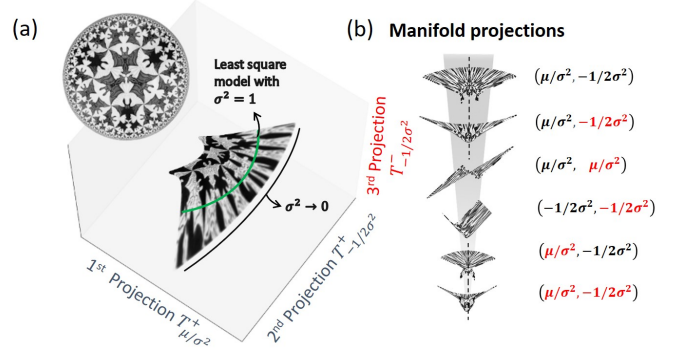 (a)
Least square
model with
σ² = 1
σ² → 0
1st Projection T⁺ μ/σ²
2nd Projection T⁺ −1/2σ²
3rd Projection
T⁻ −1/2σ²
(b) Manifold projections
(μ/σ², −1/2σ²)
(μ/σ², −1/2σ²)
(μ/σ², μ/σ²)
(−1/2σ², −1/2σ²)
(μ/σ², −1/2σ²)
(μ/σ², −1/2σ²)